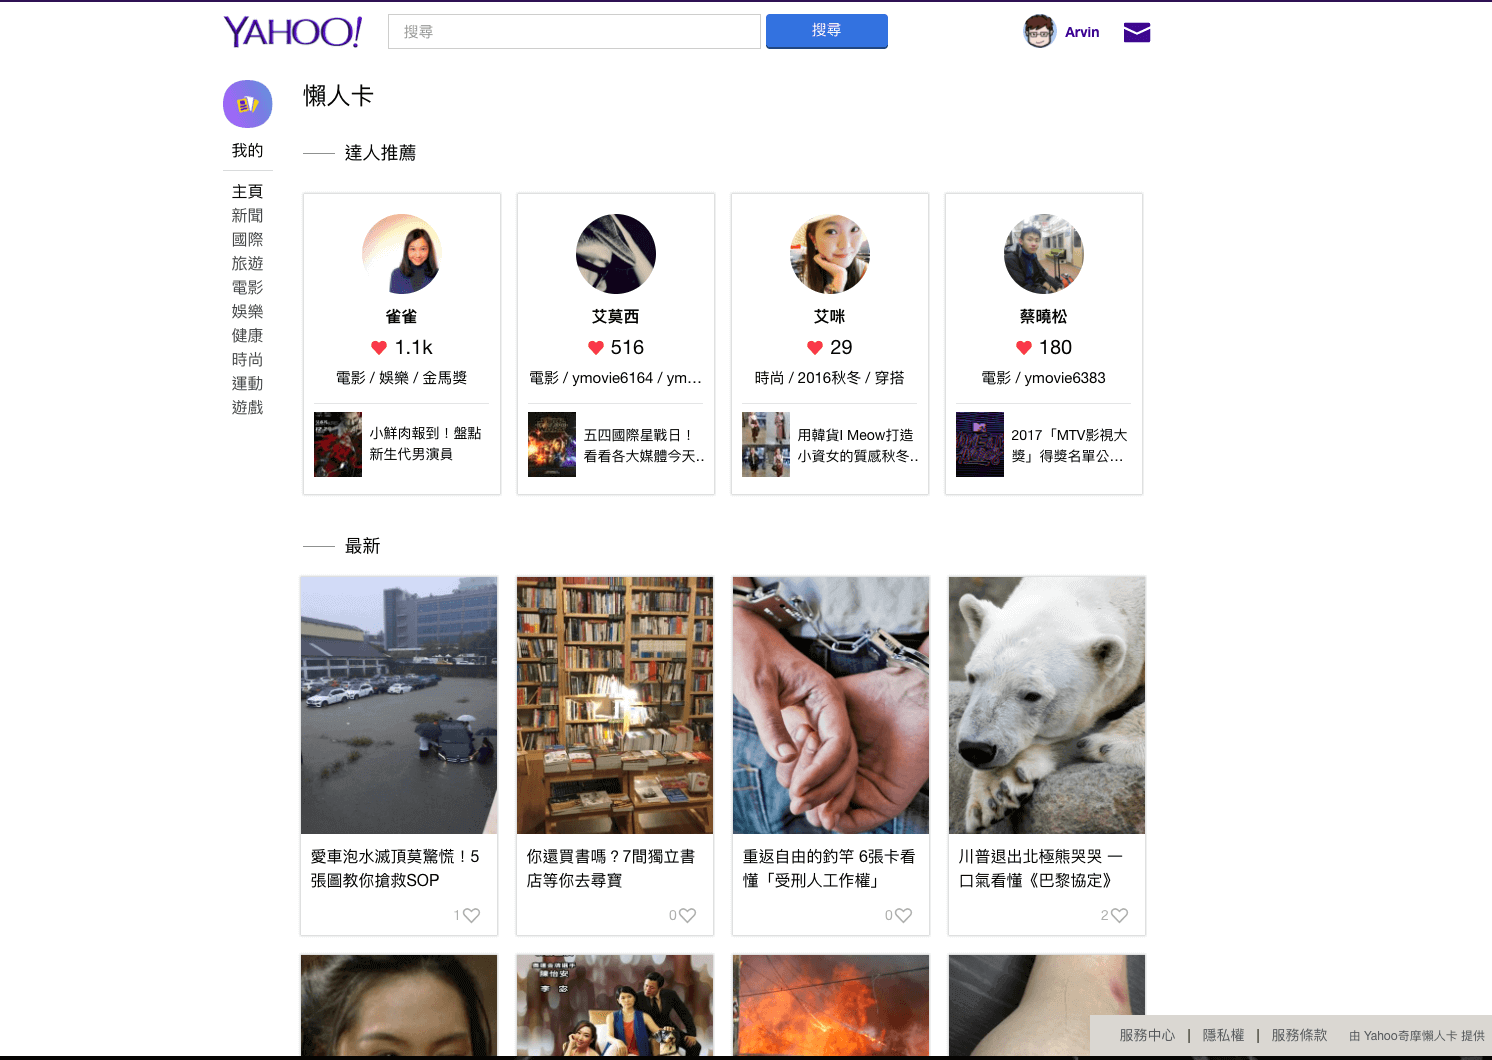 YAHOO!
搜尋
搜尋
Arvin
懶人卡
我的
主頁
新聞
國際
旅遊
電影
娛樂
健康
時尚
運動
遊戲
達人推薦
雀雀
1.1k
電影 / 娛樂 / 金馬獎
小鮮肉報到！盤點
新生代男演員
艾莫西
516
電影 / ymovie6164 / ym...
五四國際星戰日！
看看各大媒體今天..
艾咪
29
時尚 / 2016秋冬 / 穿搭
用韓貨I Meow打造
小資女的質感秋冬..
蔡曉松
180
電影 / ymovie6383
2017「MTV影視大
獎」得獎名單公...
最新
愛車泡水滅頂莫驚慌！5
張圖教你搶救SOP
1
你還買書嗎？7間獨立書
店等你去尋寶
0
重返自由的釣竿 6張卡看
懂「受刑人工作權」
0
川普退出北極熊哭哭 一
口氣看懂《巴黎協定》
2
陳怡安
李 宓
服務中心 | 隱私權 | 服務條款 由 Yahoo奇摩懶人卡 提供